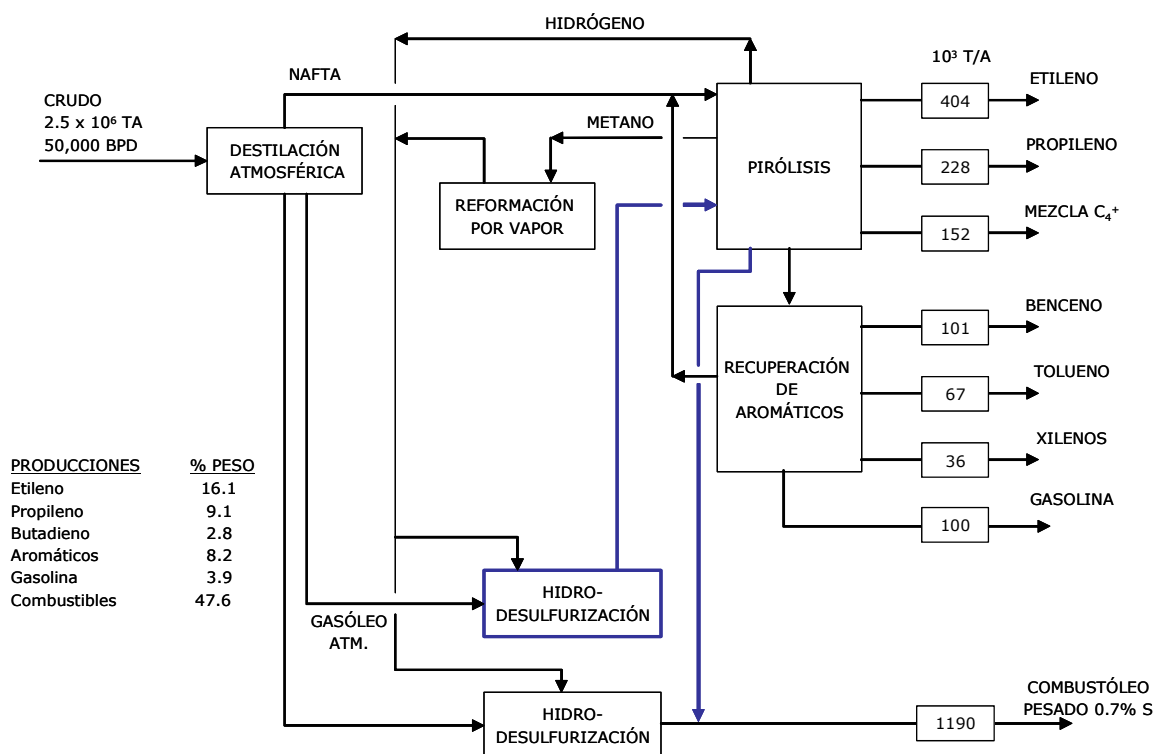 HIDRÓGENO
10³ T/A
NAFTA
ETILENO
404
CRUDO
2.5 x 10⁶ TA
50,000 BPD
METANO
DESTILACIÓN
ATMOSFÉRICA
PIRÓLISIS
PROPILENO
228
REFORMACIÓN
POR VAPOR
MEZCLA C₄⁺
152
BENCENO
101
RECUPERACIÓN
DE
AROMÁTICOS
TOLUENO
67
XILENOS
36
GASOLINA
100
PRODUCCIONES % PESO
Etileno 16.1
Propileno 9.1
Butadieno 2.8
Aromáticos 8.2
Gasolina 3.9
Combustibles 47.6
HIDRO-
DESULFURIZACIÓN
GASÓLEO
ATM.
HIDRO-
DESULFURIZACIÓN
COMBUSTÓLEO
PESADO 0.7% S
1190